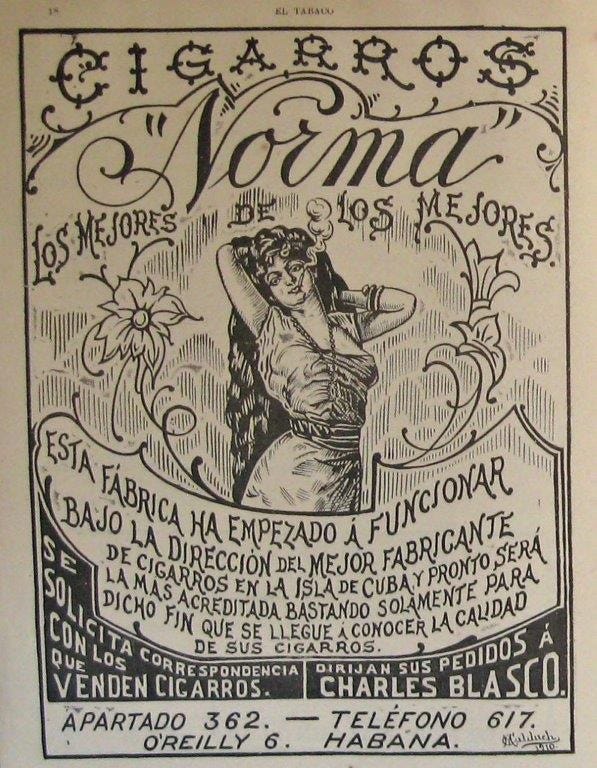 18
EL TABACO
CIGARROS
"Norma"
LOS MEJORES DE LOS MEJORES.
ESTA FÁBRICA HA EMPEZADO Á FUNCIONAR
BAJO LA DIRECCIÓN DEL MEJOR FABRICANTE
DE CIGARROS EN LA ISLA DE CUBA Y PRONTO SERÁ
LA MAS ACREDITADA BASTANDO SOLAMENTE PARA
DICHO FIN QUE SE LLEGUE Á CONOCER LA CALIDAD
DE SUS CIGARROS.
SE
SOLICITA CORRESPONDENCIA
CON LOS
QUE VENDEN CIGARROS.
DIRIJAN SUS PEDIDOS Á
CHARLES BLASCO.
APARTADO 362. — TELÉFONO 617.
O'REILLY 6. HABANA.
1910.